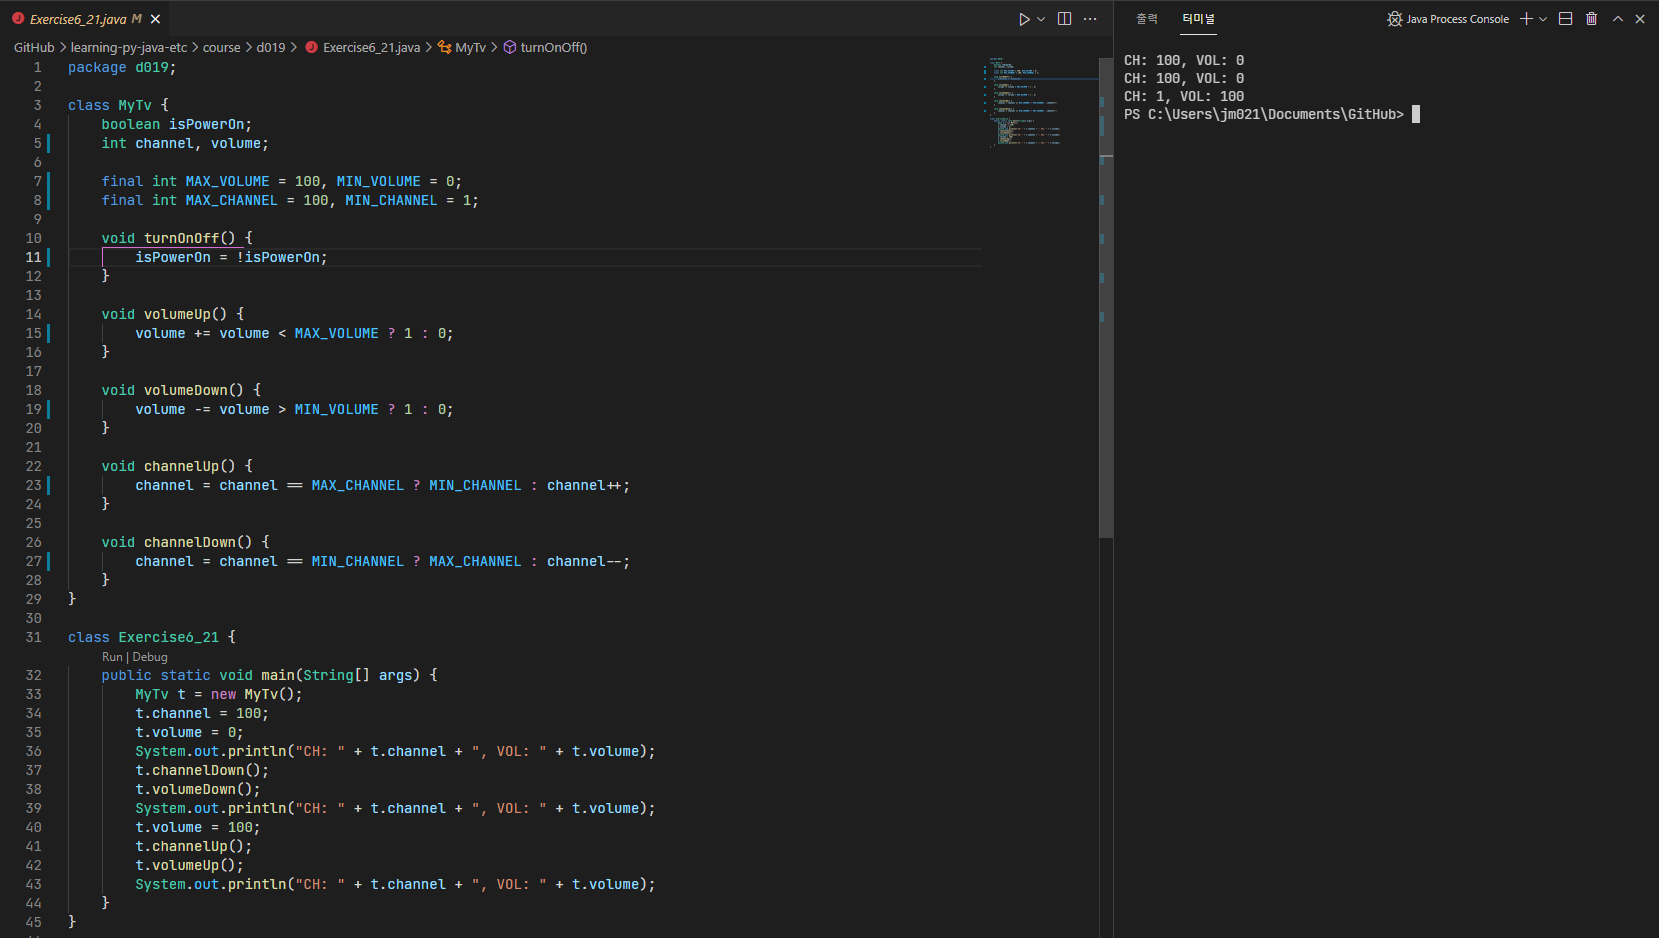 Exercise6_21.java M
GitHub > learning-py-java-etc > course > d019 > Exercise6_21.java > MyTv > turnOnOff()
1 package d019;
2
3 class MyTv {
4 boolean isPowerOn;
5 int channel, volume;
6
7 final int MAX_VOLUME = 100, MIN_VOLUME = 0;
8 final int MAX_CHANNEL = 100, MIN_CHANNEL = 1;
9
10 void turnOnOff() {
11 isPowerOn = !isPowerOn;
12 }
13
14 void volumeUp() {
15 volume += volume < MAX_VOLUME ? 1 : 0;
16 }
17
18 void volumeDown() {
19 volume -= volume > MIN_VOLUME ? 1 : 0;
20 }
21
22 void channelUp() {
23 channel = channel == MAX_CHANNEL ? MIN_CHANNEL : channel++;
24 }
25
26 void channelDown() {
27 channel = channel == MIN_CHANNEL ? MAX_CHANNEL : channel--;
28 }
29 }
30
31 class Exercise6_21 {
Run | Debug
32 public static void main(String[] args) {
33 MyTv t = new MyTv();
34 t.channel = 100;
35 t.volume = 0;
36 System.out.println("CH: " + t.channel + ", VOL: " + t.volume);
37 t.channelDown();
38 t.volumeDown();
39 System.out.println("CH: " + t.channel + ", VOL: " + t.volume);
40 t.volume = 100;
41 t.channelUp();
42 t.volumeUp();
43 System.out.println("CH: " + t.channel + ", VOL: " + t.volume);
44 }
45 }
출력 터미널 Java Process Console
CH: 100, VOL: 0
CH: 100, VOL: 0
CH: 1, VOL: 100
PS C:\Users\jm021\Documents\GitHub>